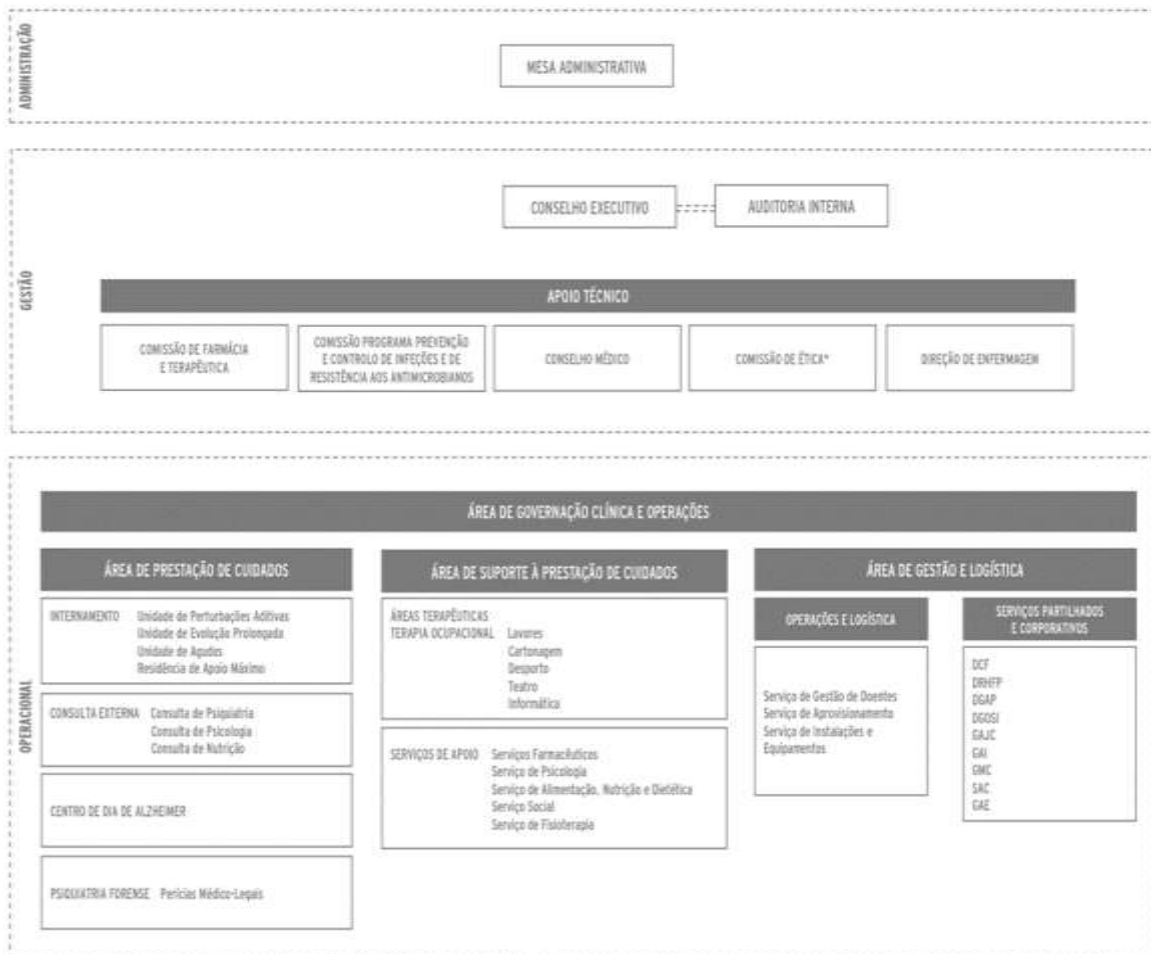 ADMINISTRAÇÃO
MESA ADMINISTRATIVA
GESTÃO
CONSELHO EXECUTIVO
AUDITORIA INTERNA
APOIO TÉCNICO
COMISSÃO DE FARMÁCIA
E TERAPÊUTICA
COMISSÃO PROGRAMA PREVENÇÃO
E CONTROLO DE INFEÇÕES E DE
RESISTÊNCIA AOS ANTIMICROBIANOS
CONSELHO MÉDICO
COMISSÃO DE ÉTICA*
DIREÇÃO DE ENFERMAGEM
OPERACIONAL
ÁREA DE GOVERNAÇÃO CLÍNICA E OPERAÇÕES
ÁREA DE PRESTAÇÃO DE CUIDADOS
INTERNAMENTO Unidade de Perturbações Aditivas
Unidade de Evolução Prolongada
Unidade de Agudos
Residência de Apoio Máximo
CONSULTA EXTERNA Consulta de Psiquiatria
Consulta de Psicologia
Consulta de Nutrição
CENTRO DE DIA DE ALZHEIMER
PSIQUIATRIA FORENSE Perícias Médico-Legais
ÁREA DE SUPORTE À PRESTAÇÃO DE CUIDADOS
ÁREAS TERAPÊUTICAS
TERAPIA OCUPACIONAL Lavores
Cartonagem
Desporto
Teatro
Informática
SERVIÇOS DE APOIO Serviços Farmacêuticos
Serviço de Psicologia
Serviço de Alimentação, Nutrição e Dietética
Serviço Social
Serviço de Fisioterapia
ÁREA DE GESTÃO E LOGÍSTICA
OPERAÇÕES E LOGÍSTICA
Serviço de Gestão de Doentes
Serviço de Aprovisionamento
Serviço de Instalações e
Equipamentos
SERVIÇOS PARTILHADOS
E CORPORATIVOS
DCF
DRHFP
DGAP
DGOSI
GAJC
GAI
GMC
SAC
GAE